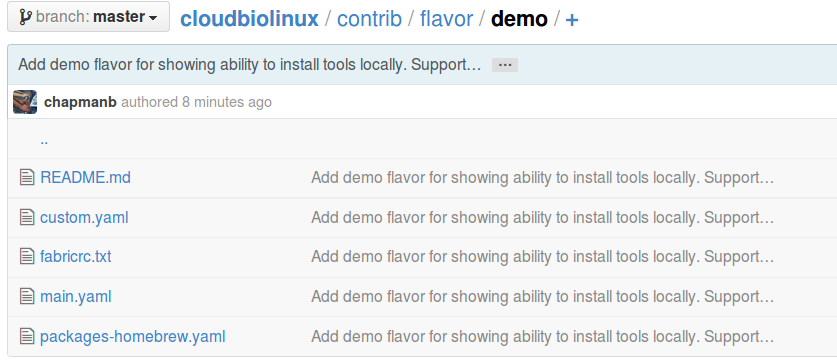 branch: master cloudbiolinux / contrib / flavor / demo / +
Add demo flavor for showing ability to install tools locally. Support… ...
chapmanb authored 8 minutes ago
..
README.md Add demo flavor for showing ability to install tools locally. Support…
custom.yaml Add demo flavor for showing ability to install tools locally. Support…
fabricrc.txt Add demo flavor for showing ability to install tools locally. Support…
main.yaml Add demo flavor for showing ability to install tools locally. Support…
packages-homebrew.yaml Add demo flavor for showing ability to install tools locally. Support…